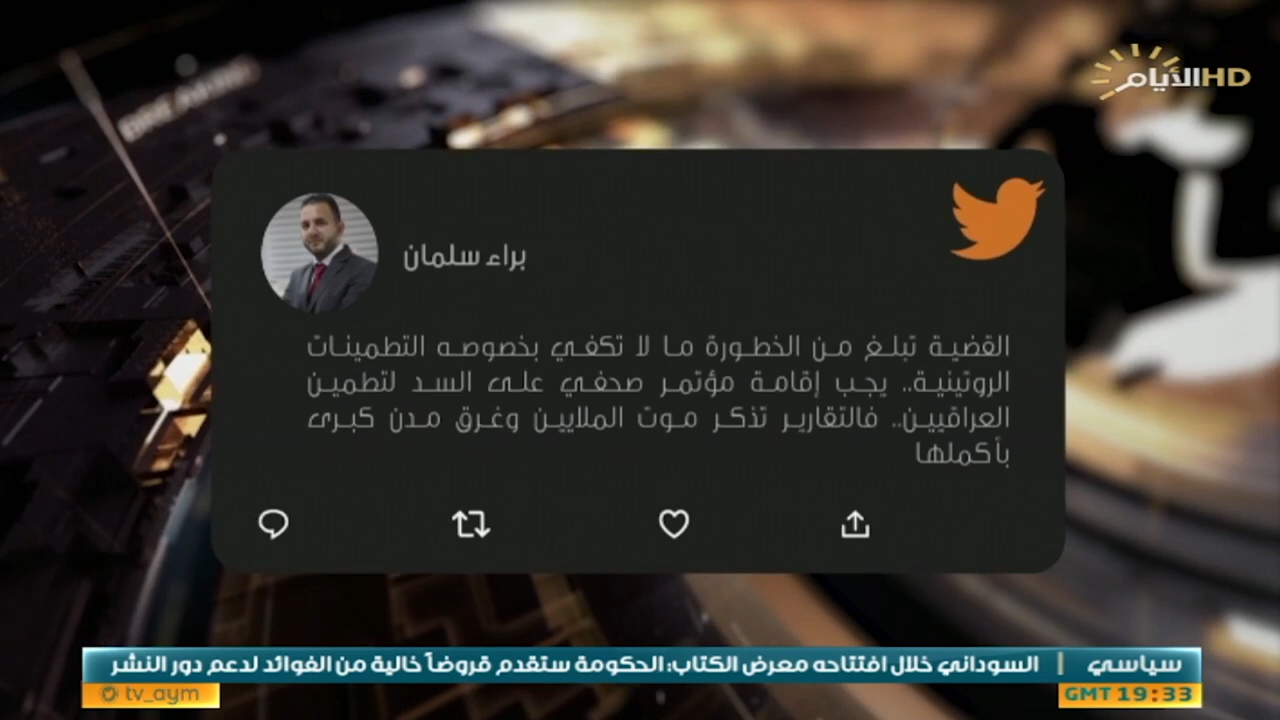 الأيام HD
BREAKING
براء سلمان
القضية تبلغ من الخطورة ما لا تكفي بخصوصه التطمينات
الروتينية.. يجب إقامة مؤتمر صحفي على السد لتطمين
العراقيين.. فالتقارير تذكر موت الملايين وغرق مدن كبرى
بأكملها
سياسي | السوداني خلال افتتاحه معرض الكتاب: الحكومة ستقدم قروضاً خالية من الفوائد لدعم دور النشر
tv_aym
GMT 19:33